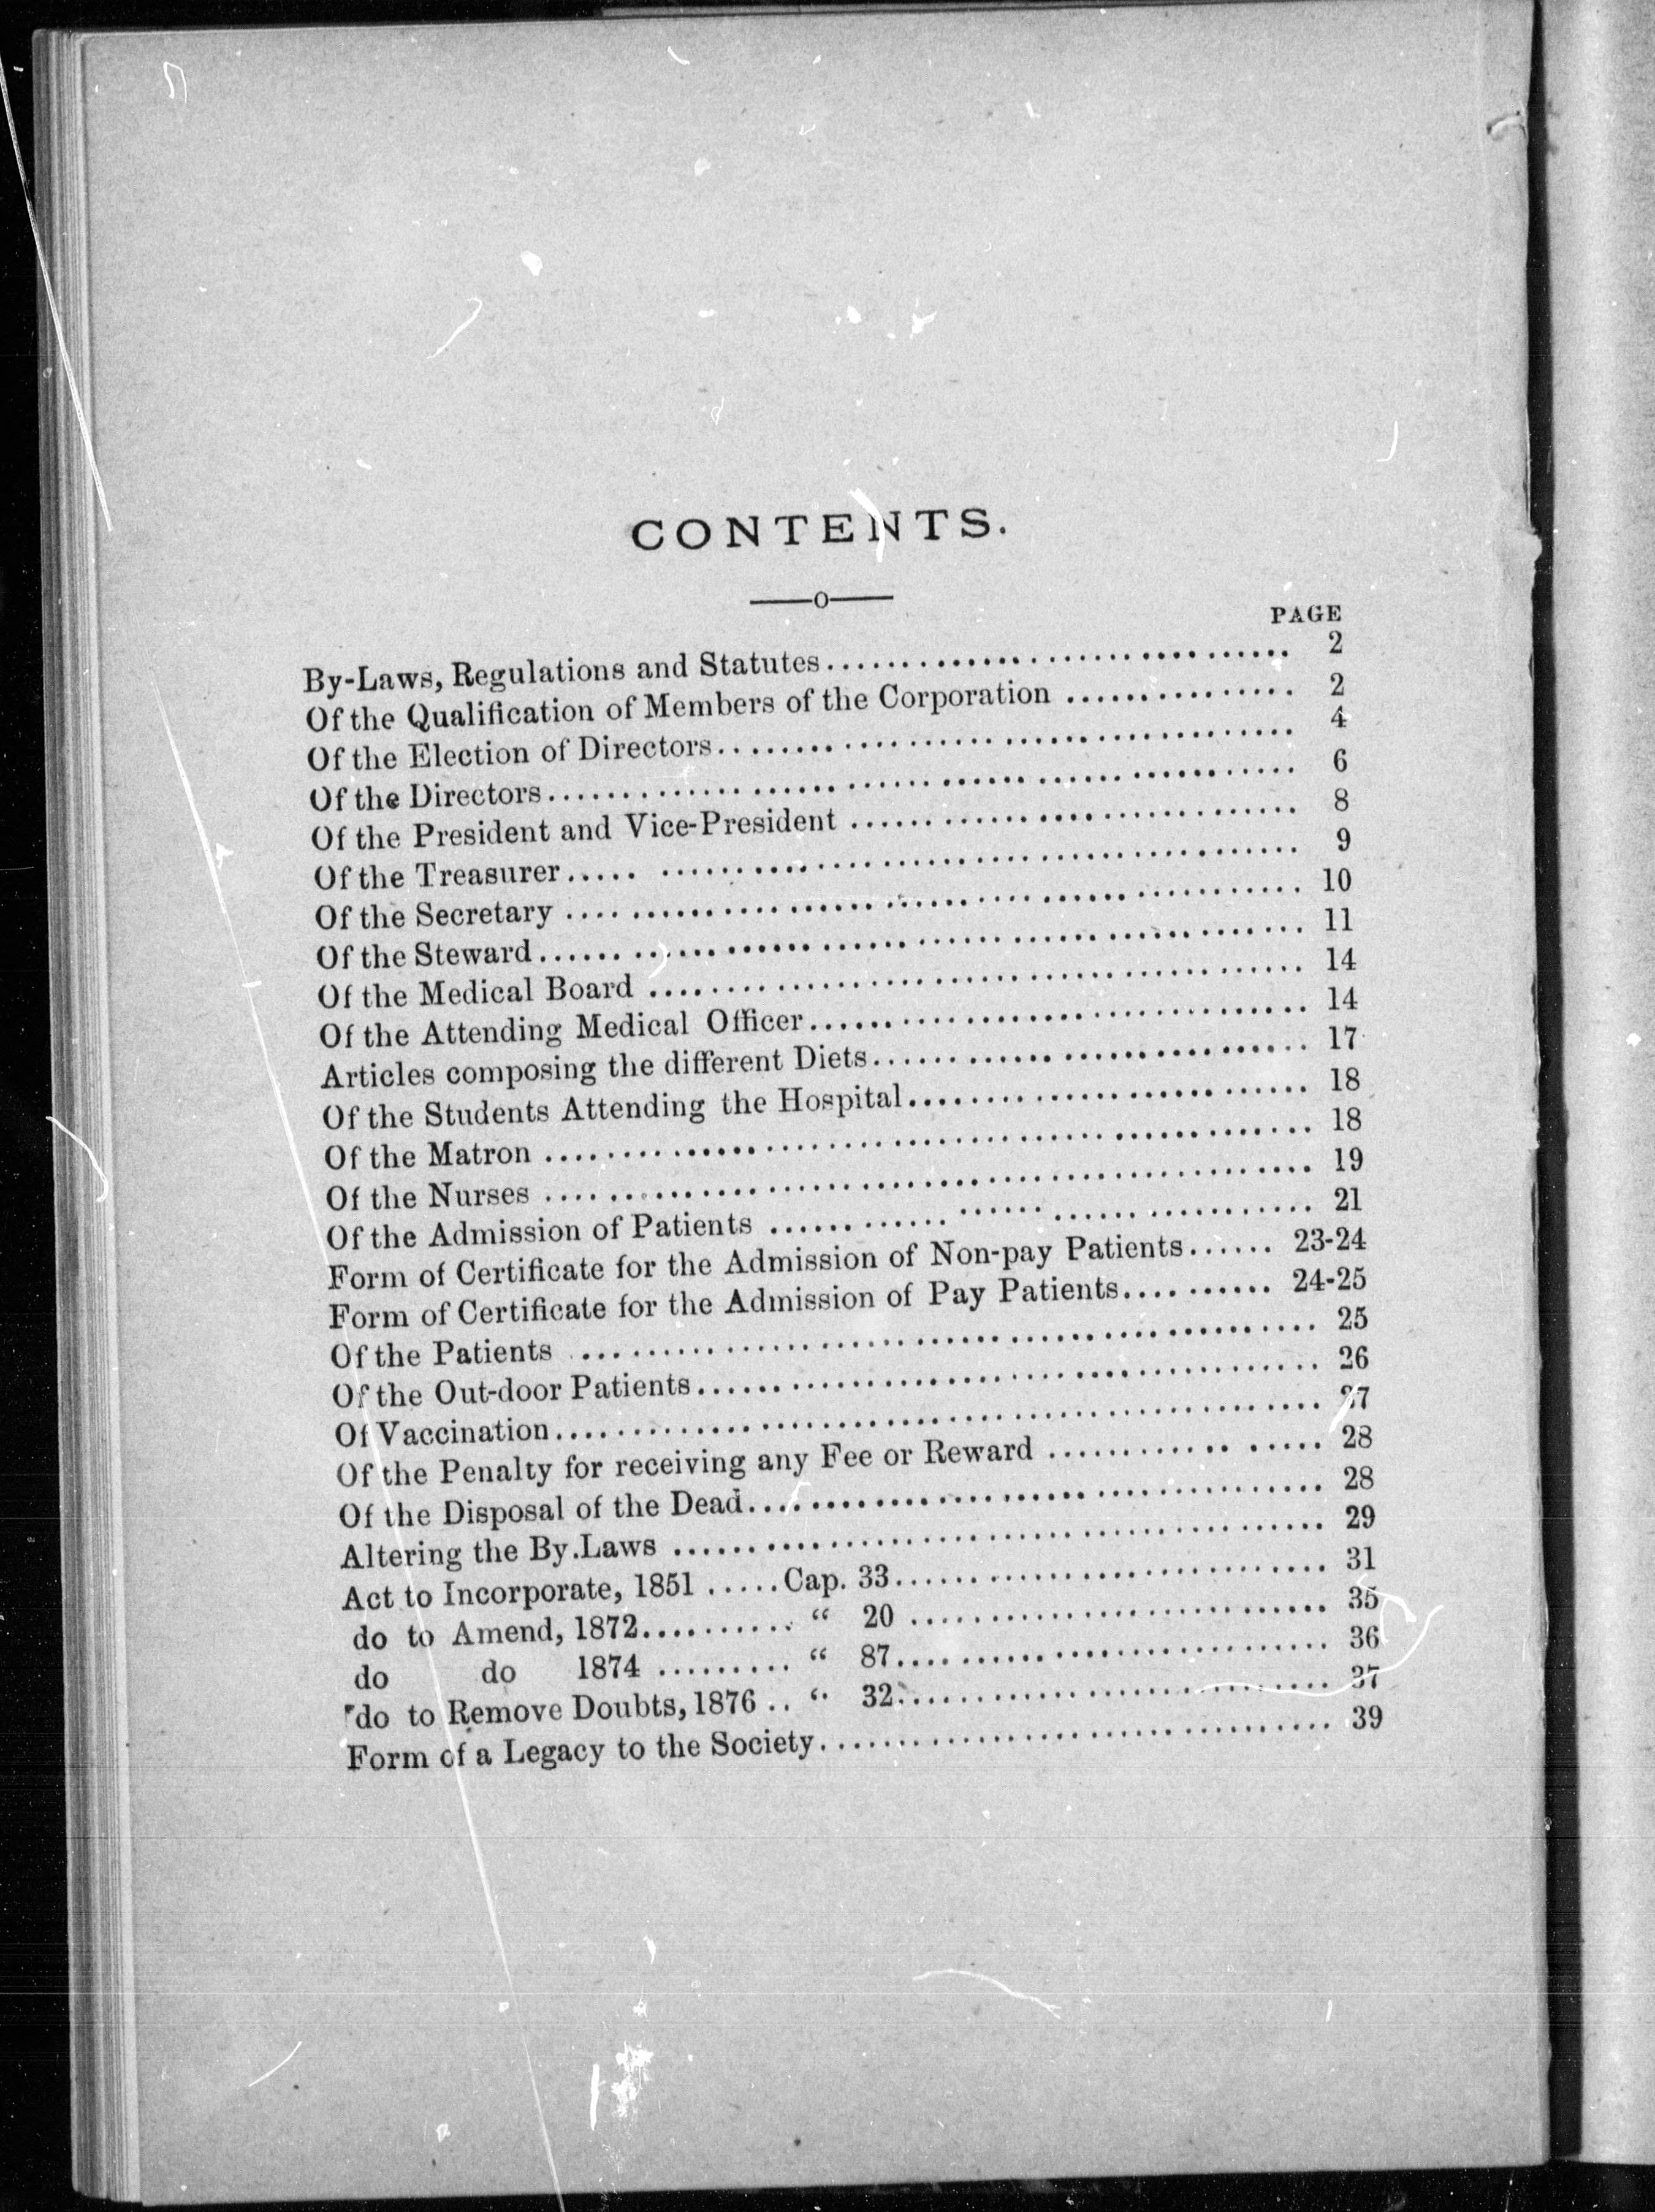 CONTENTS.
——o——
PAGE
By-Laws, Regulations and Statutes.............................. 2
Of the Qualification of Members of the Corporation ............... 2
Of the Election of Directors..................................... 4
Of the Directors................................................ 6
Of the President and Vice-President ............................. 8
Of the Treasurer..... ......................................... 9
Of the Secretary ............................................... 10
Of the Steward................................................. 11
Of the Medical Board ........................................... 14
Of the Attending Medical Officer................................ 14
Articles composing the different Diets............................ 17
Of the Students Attending the Hospital.......................... 18
Of the Matron ................................................. 18
Of the Nurses ................................................. 19
Of the Admission of Patients ................................... 21
Form of Certificate for the Admission of Non-pay Patients...... 23-24
Form of Certificate for the Admission of Pay Patients.......... 24-25
Of the Patients ............................................... 25
Of the Out-door Patients........................................ 26
Of Vaccination................................................. 27
Of the Penalty for receiving any Fee or Reward ............ ..... 28
Of the Disposal of the Dead..................................... 28
Altering the By.Laws .......................................... 29
Act to Incorporate, 1851 .....Cap. 33............................ 31
do to Amend, 1872.......... “ 20 ........................... 35
do do 1874 ......... “ 87............................ 36
do to Remove Doubts, 1876 .. “ 32............................ 37
Form of a Legacy to the Society................................. 39